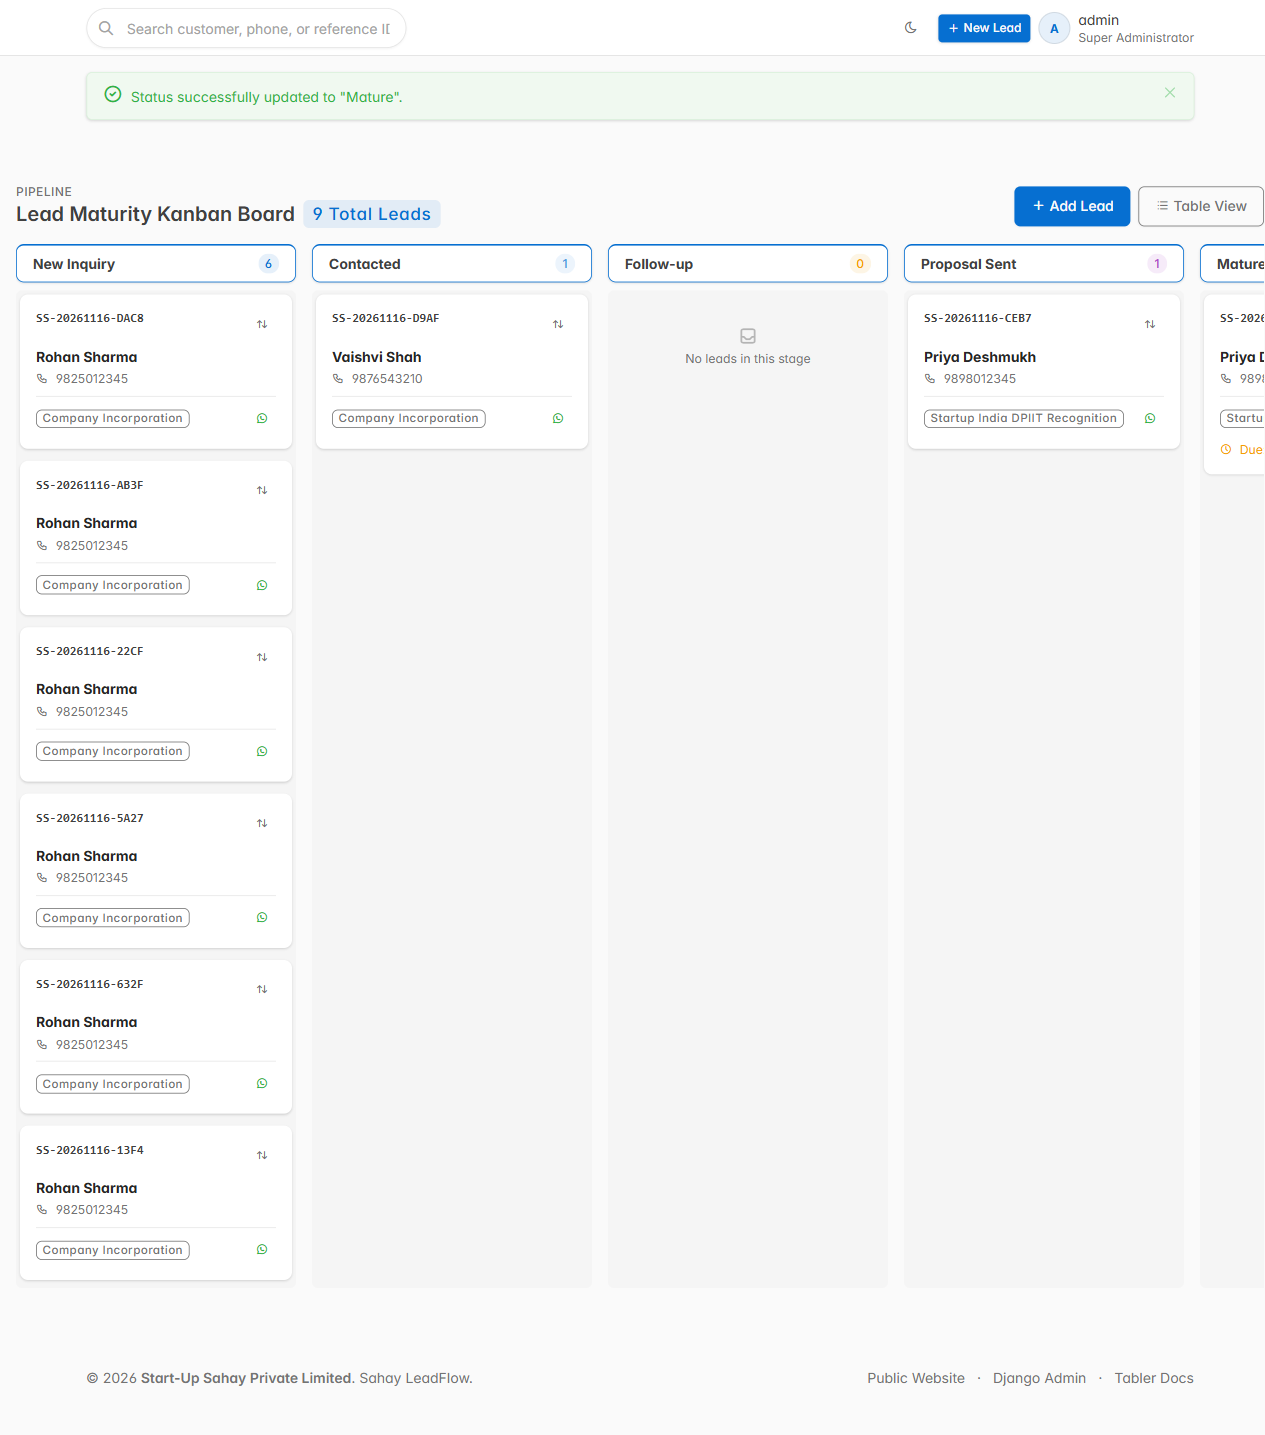 Search customer, phone, or reference I
New Lead
A
admin
Super Administrator
Status successfully updated to "Mature".
PIPELINE
Lead Maturity Kanban Board
9 Total Leads
Add Lead
Table View
New Inquiry
6
SS-20261116-DAC8
Rohan Sharma
9825012345
Company Incorporation
SS-20261116-AB3F
Rohan Sharma
9825012345
Company Incorporation
SS-20261116-22CF
Rohan Sharma
9825012345
Company Incorporation
SS-20261116-5A27
Rohan Sharma
9825012345
Company Incorporation
SS-20261116-632F
Rohan Sharma
9825012345
Company Incorporation
SS-20261116-13F4
Rohan Sharma
9825012345
Company Incorporation
Contacted
1
SS-20261116-D9AF
Vaishvi Shah
9876543210
Company Incorporation
Follow-up
0
No leads in this stage
Proposal Sent
1
SS-20261116-CEB7
Priya Deshmukh
9898012345
Startup India DPIIT Recognition
Mature
SS-2026
Priya D
989
Startu
Due
© 2026 Start-Up Sahay Private Limited. Sahay LeadFlow.
Public Website · Django Admin · Tabler Docs